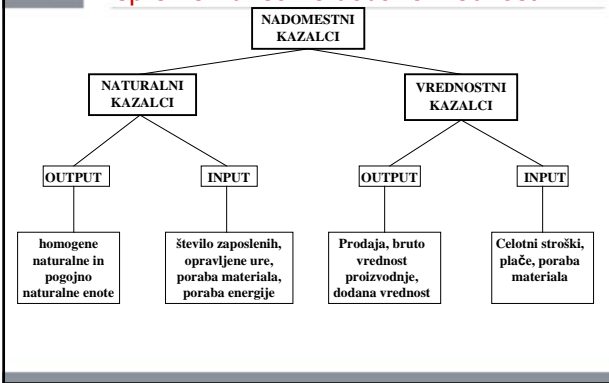 NADOMESTNI
KAZALCI
NATURALNI
KAZALCI
VREDNOSTNI
KAZALCI
OUTPUT
INPUT
OUTPUT
INPUT
homogene
naturalne in
pogojno
naturalne enote
število zaposlenih,
opravljene ure,
poraba materiala,
poraba energije
Prodaja, bruto
vrednost
proizvodnje,
dodana vrednost
Celotni stroški,
plače, poraba
materiala